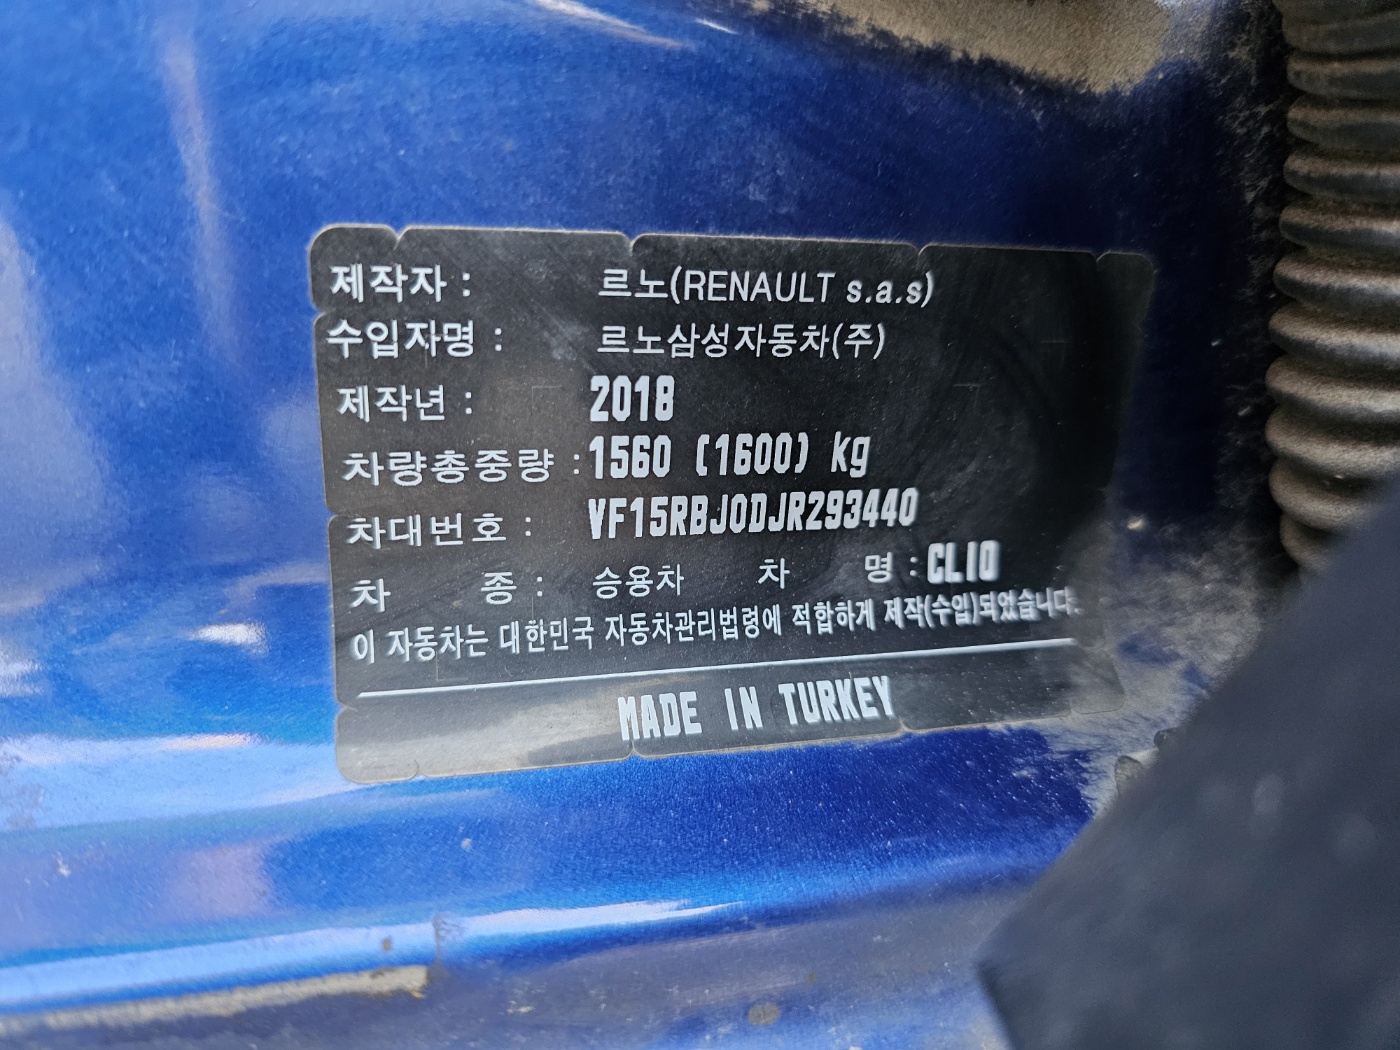 제작자 : 르노(RENAULT s.a.s)
수입자명 : 르노삼성자동차(주)
제작년 : 2018
차량총중량 : 1560 (1600) kg
차대번호 : VF15RBJ0DJR293440
차 종 : 승용차 차 명 : CLIO
이 자동차는 대한민국 자동차관리법령에 적합하게 제작(수입)되었습니다.
MADE IN TURKEY